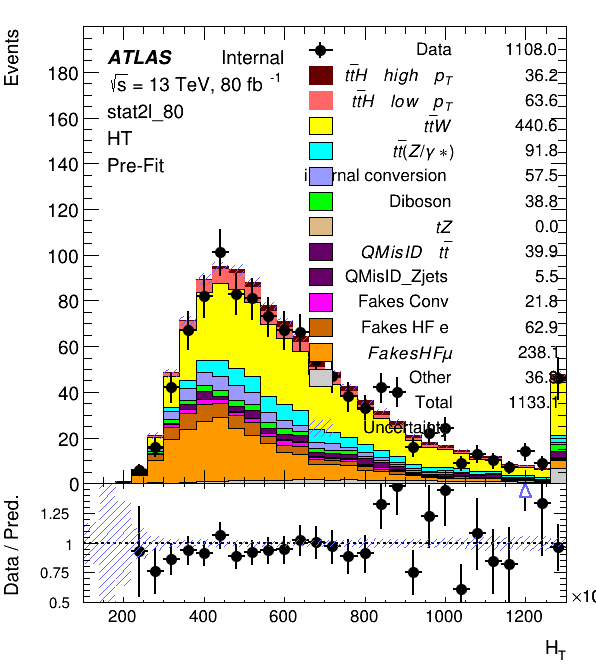 Events
ATLAS Internal
√s = 13 TeV, 80 fb -1
stat2l_80
HT
Pre-Fit
Data 1108.0
tt̄H high pT 36.2
tt̄H low pT 63.6
tt̄W 440.6
tt̄(Z/γ*) 91.8
internal conversion 57.5
Diboson 38.8
tZ 0.0
QMisID tt̄ 39.9
QMisID_Zjets 5.5
Fakes Conv 21.8
Fakes HF e 62.9
FakesHFμ 238.1
Other 36.
Total 1133.
Uncertainty
180
160
140
120
100
80
60
40
20
0
Data / Pred.
1.25
1
0.75
0.5
200 400 600 800 1000 1200
×10
HT